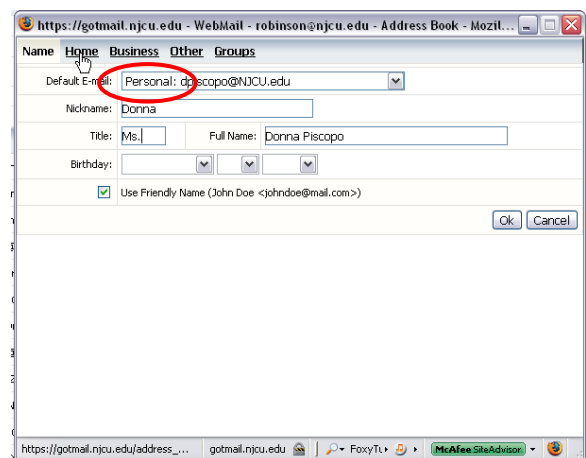 https://gotmail.njcu.edu - WebMail - robinson@njcu.edu - Address Book - Mozil...
Name Home Business Other Groups
Default E-mail: Personal: dpiscopo@NJCU.edu
Nickname: Donna
Title: Ms. Full Name: Donna Piscopo
Birthday:
Use Friendly Name (John Doe <johndoe@mail.com>)
Ok Cancel
https://gotmail.njcu.edu/address_... gotmail.njcu.edu FoxyTu McAfee SiteAdvisor